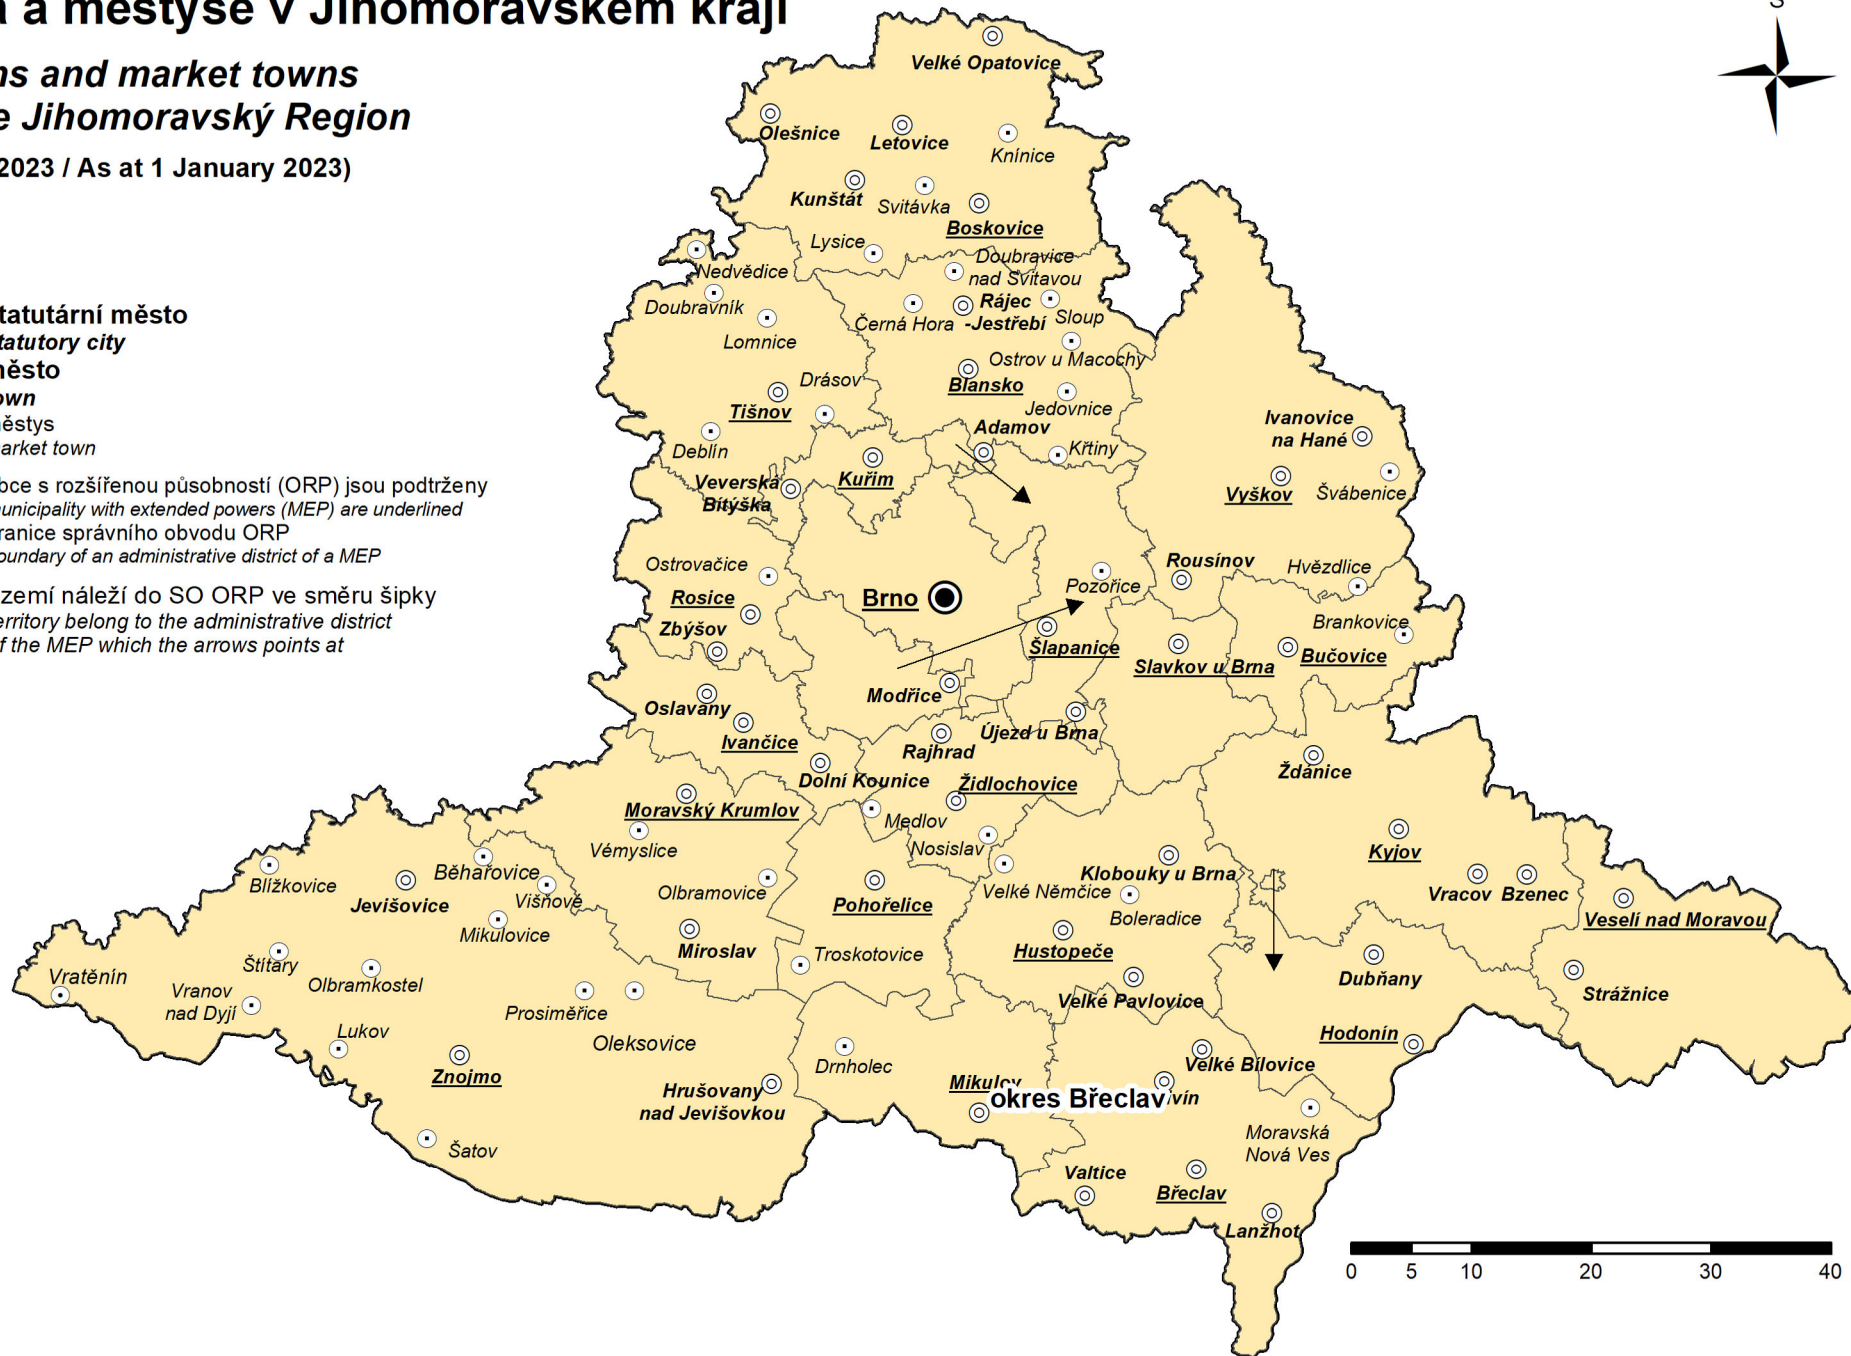 a městyse v Jihomoravském kraji
ns and market towns
e Jihomoravský Region
2023 / As at 1 January 2023)
S
tatutární město
tatutory city
město
own
městys
arket town
bce s rozšířenou působností (ORP) jsou podtrženy
unicipality with extended powers (MEP) are underlined
ranice správního obvodu ORP
oundary of an administrative district of a MEP
území náleží do SO ORP ve směru šipky
erritory belong to the administrative district
f the MEP which the arrows points at
Velké Opatovice
Olešnice
Letovice
Knínice
Kunštát
Svitávka
Boskovice
Lysice
Doubravice
nad Svitavou
Nedvědice
Doubravník
Rájec
-Jestřebí
Sloup
Černá Hora
Lomnice
Ostrov u Macochy
Drásov
Blansko
Tišnov
Jedovnice
Adamov
Ivanovice
na Hané
Deblín
Křtiny
Kuřim
Veverská
Bítýška
Vyškov
Švábenice
Ostrovačice
Rousínov
Hvězdlice
Pozořice
Rosice
Brno
Brankovice
Zbýšov
Šlapanice
Slavkov u Brna
Bučovice
Modřice
Oslavany
Ivančice
Rajhrad
Újezd u Brna
Ždánice
Dolní Kounice
Židlochovice
Moravský Krumlov
Medlov
Vémyslice
Nosislav
Kyjov
Běhařovice
Klobouky u Brna
Blížkovice
Velké Němčice
Olbramovice
Vracov
Bzenec
Višňové
Jevišovice
Pohořelice
Boleradice
Veselí nad Moravou
Mikulovice
Miroslav
Hustopeče
Troskotovice
Štítary
Vratěnín
Olbramkostel
Dubňany
Vranov
nad Dyjí
Strážnice
Velké Pavlovice
Prosiměřice
Lukov
Hodonín
Oleksovice
Drnholec
Velké Bílovice
Znojmo
Mikulov
Hrušovany
nad Jevišovkou
okres Břeclav
vín
Moravská
Nová Ves
Šatov
Valtice
Břeclav
Lanžhot
0 5 10 20 30 40